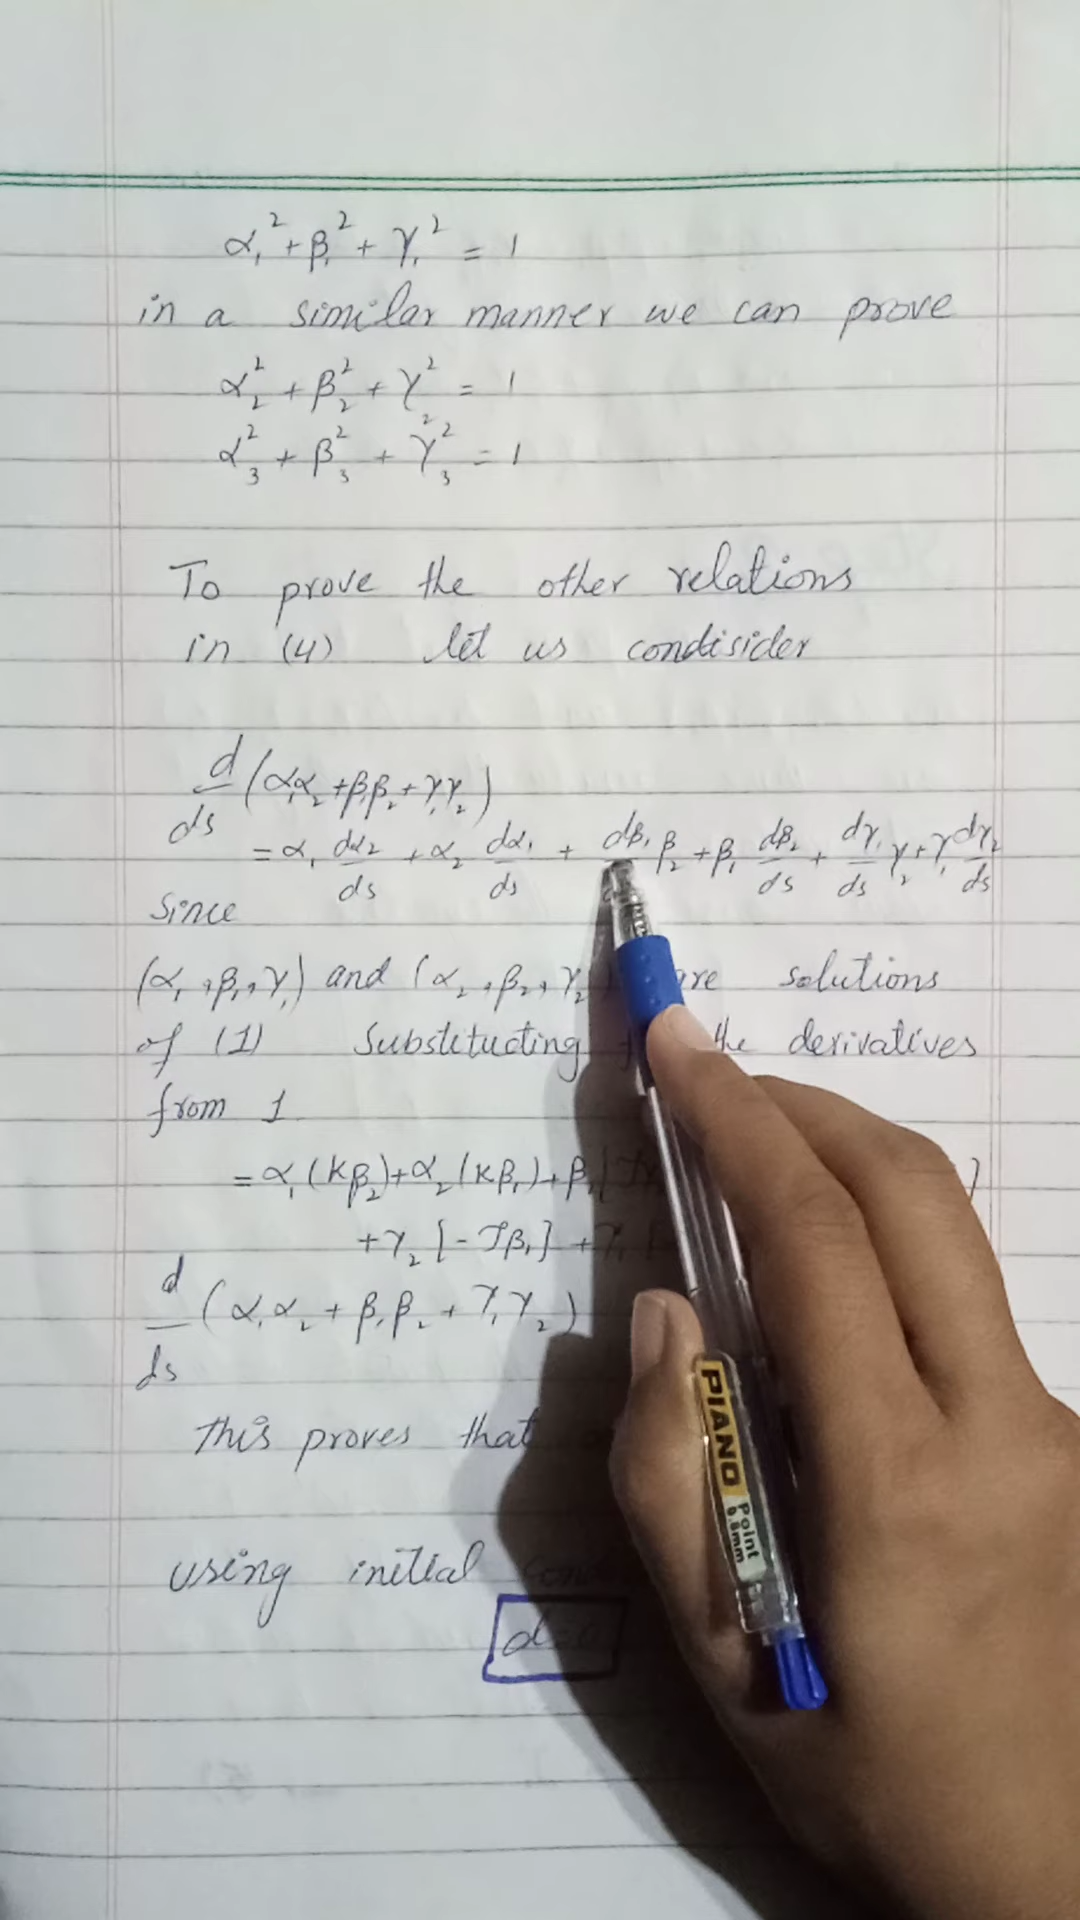 α₁² + β₁² + γ₁² = 1
in a similar manner we can prove
α₂² + β₂² + γ₂² = 1
α₃² + β₃² + γ₃² = 1
To prove the other relations
in (4) let us condisider
d/ds (α₁α₂ + β₁β₂ + γ₁γ₂)
= α₁ dα₂/ds + α₂ dα₁/ds + dβ₁ β₂ + β₁ dβ₂/ds + dγ₁/ds γ₂ + γ₁ dγ₂/ds
Since
(α₁, β₁, γ₁) and (α₂, β₂, γ₂) are solutions
of (1) Substitucting the derivatives
from 1
= α₁ (kβ₂) + α₂ (kβ₁) + β₁ ]
+ γ₂ [- Jβ₁] + γ₁ [
d/ds (α₁α₂ + β₁β₂ + γ₁γ₂)
This proves that
using initial
PIANO
Point
0.8mm